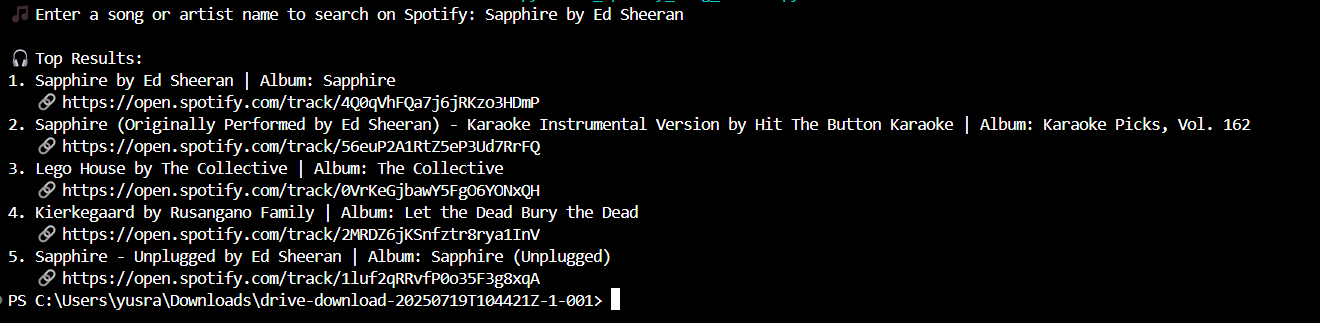 🎵 Enter a song or artist name to search on Spotify: Sapphire by Ed Sheeran
🎧 Top Results:
1. Sapphire by Ed Sheeran | Album: Sapphire
🔗 https://open.spotify.com/track/4Q0qVhFQa7j6jRKzo3HDmP
2. Sapphire (Originally Performed by Ed Sheeran) - Karaoke Instrumental Version by Hit The Button Karaoke | Album: Karaoke Picks, Vol. 162
🔗 https://open.spotify.com/track/56euP2A1RtZ5eP3Ud7RrFQ
3. Lego House by The Collective | Album: The Collective
🔗 https://open.spotify.com/track/0VrKeGjbawY5FgO6YONxQH
4. Kierkegaard by Rusangano Family | Album: Let the Dead Bury the Dead
🔗 https://open.spotify.com/track/2MRDZ6jKSnfztr8rya1InV
5. Sapphire - Unplugged by Ed Sheeran | Album: Sapphire (Unplugged)
🔗 https://open.spotify.com/track/1luf2qRRvfP0o35F3g8xqA
PS C:\Users\yusra\Downloads\drive-download-20250719T104421Z-1-001>